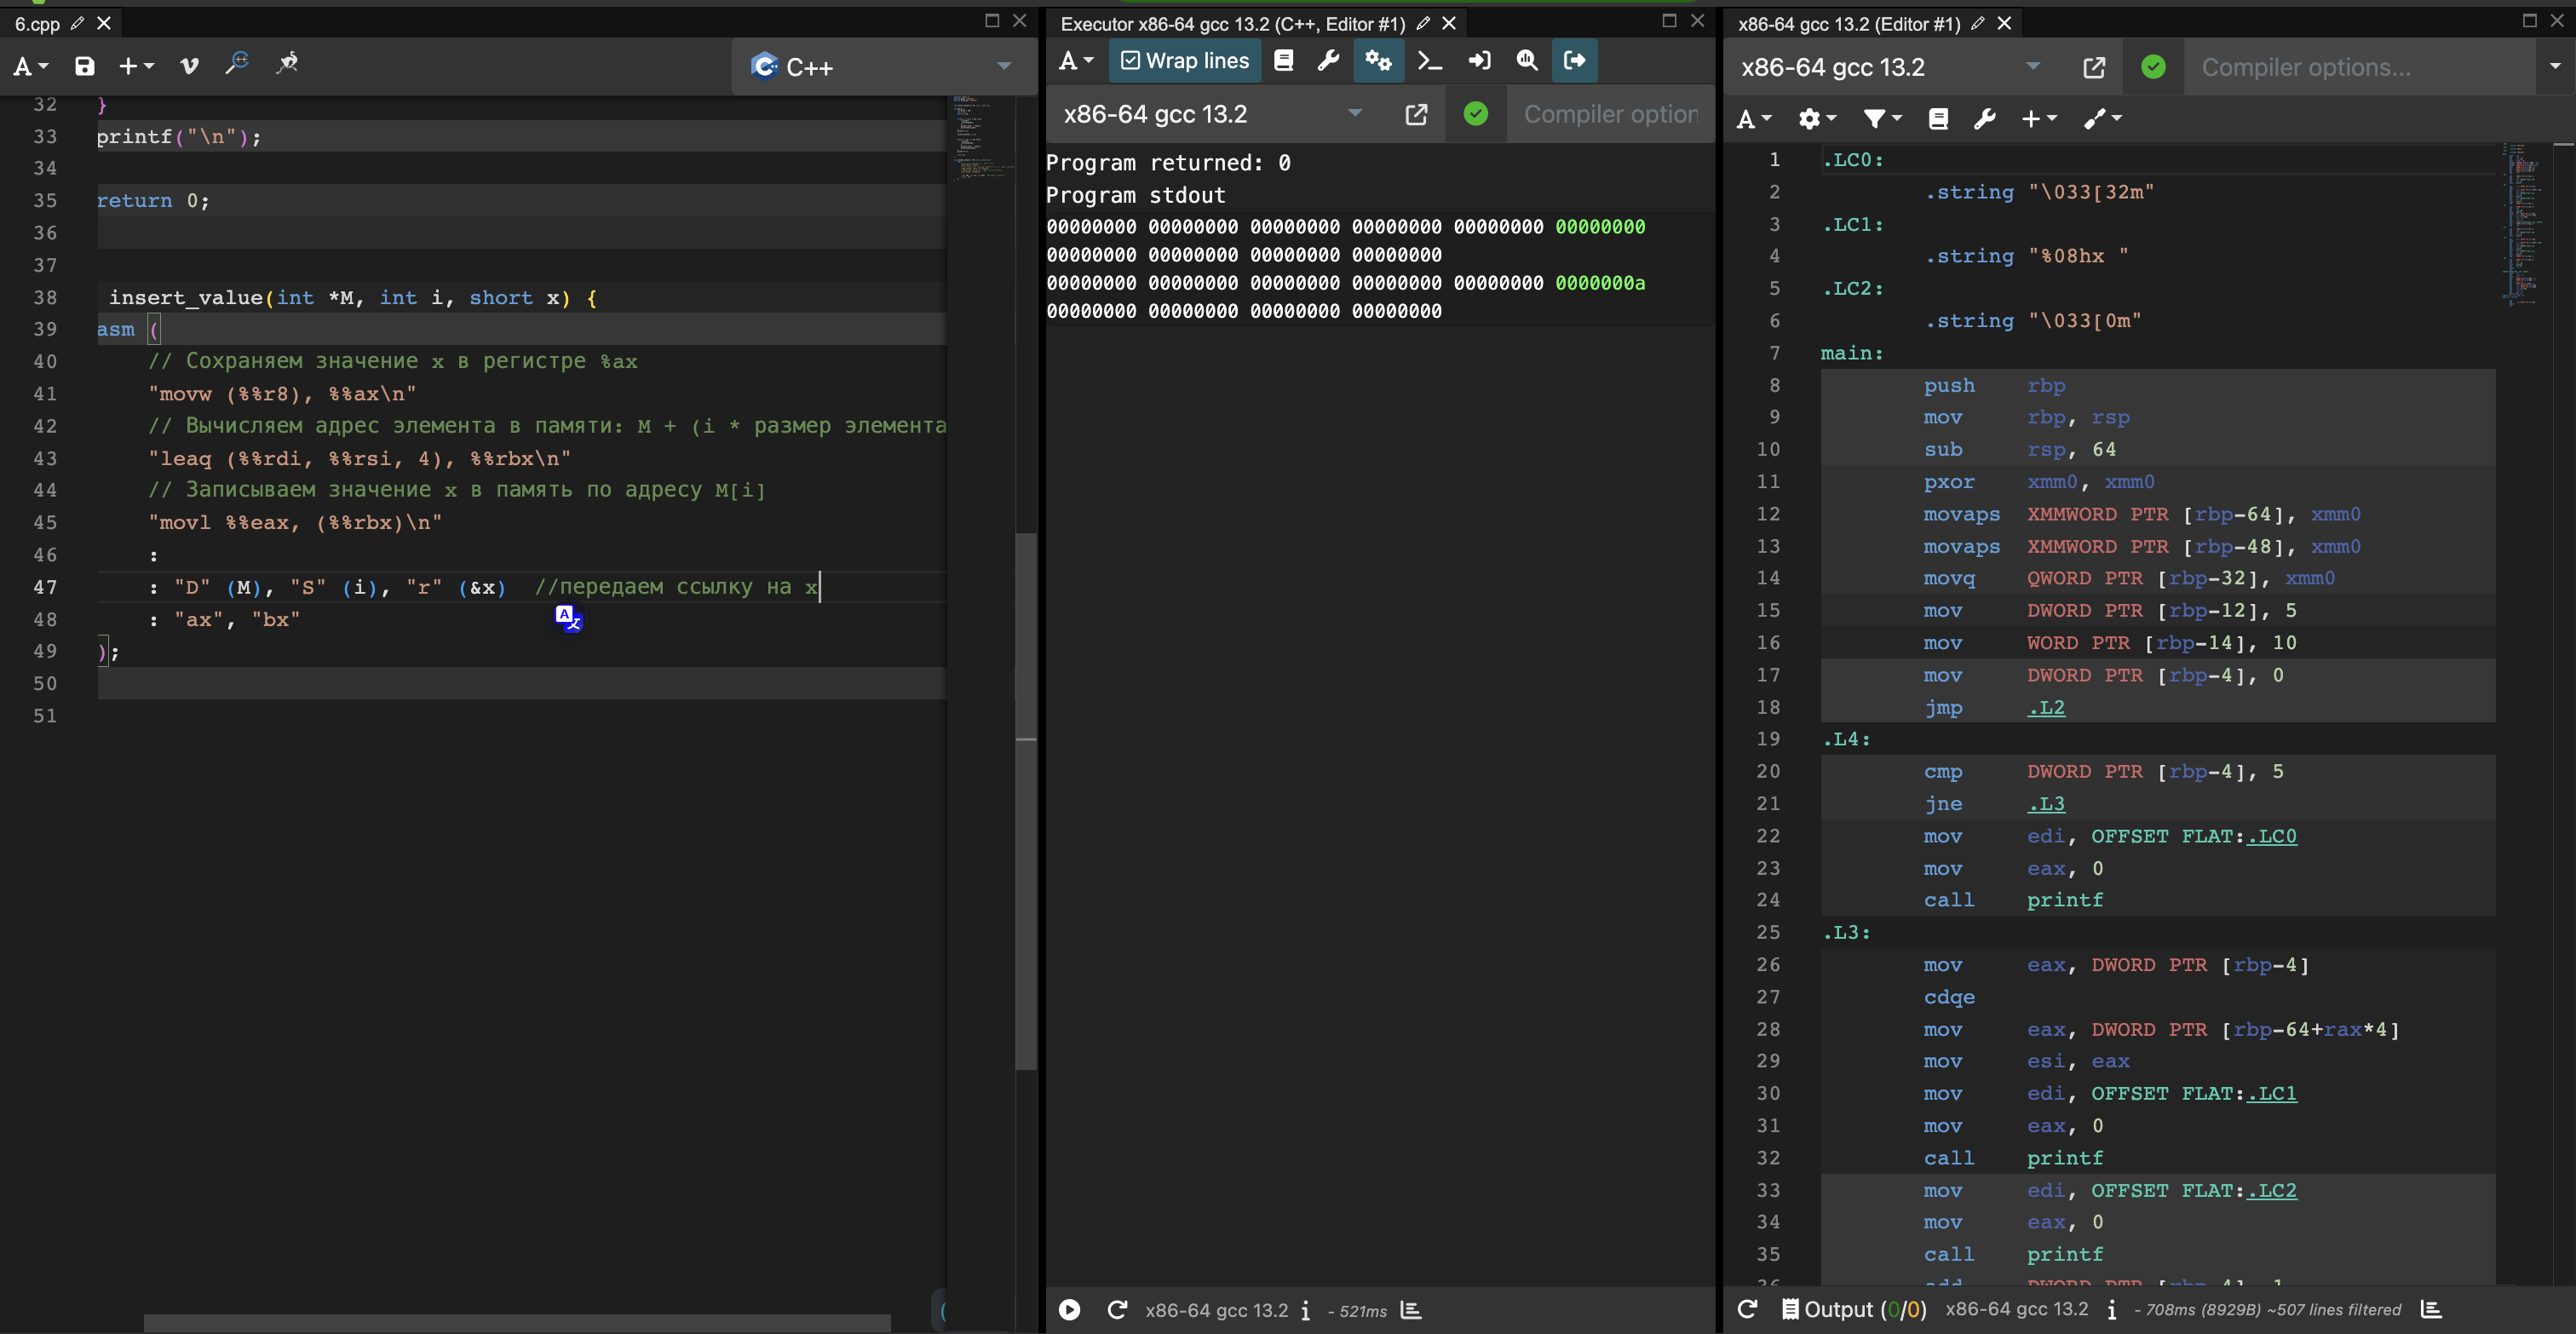 6.cpp
C++
32 }
33 printf("\n");
34
35 return 0;
36
37
38 insert_value(int *M, int i, short x) {
39 asm (
40 // Сохраняем значение x в регистре %ax
41 "movw (%%r8), %%ax\n"
42 // Вычисляем адрес элемента в памяти: M + (i * размер элемента
43 "leaq (%%rdi, %%rsi, 4), %%rbx\n"
44 // Записываем значение x в память по адресу M[i]
45 "movl %%eax, (%%rbx)\n"
46 :
47 : "D" (M), "S" (i), "r" (&x) //передаем ссылку на x
48 : "ax", "bx"
49 );
50
51
Executor x86-64 gcc 13.2 (C++, Editor #1)
A Wrap lines
x86-64 gcc 13.2 Compiler option
Program returned: 0
Program stdout
00000000 00000000 00000000 00000000 00000000 00000000
00000000 00000000 00000000 00000000
00000000 00000000 00000000 00000000 00000000 0000000a
00000000 00000000 00000000 00000000
x86-64 gcc 13.2 i - 521ms
x86-64 gcc 13.2 (Editor #1)
x86-64 gcc 13.2 Compiler options...
A
1 .LC0:
2 .string "\033[32m"
3 .LC1:
4 .string "%08hx "
5 .LC2:
6 .string "\033[0m"
7 main:
8 push rbp
9 mov rbp, rsp
10 sub rsp, 64
11 pxor xmm0, xmm0
12 movaps XMMWORD PTR [rbp-64], xmm0
13 movaps XMMWORD PTR [rbp-48], xmm0
14 movq QWORD PTR [rbp-32], xmm0
15 mov DWORD PTR [rbp-12], 5
16 mov WORD PTR [rbp-14], 10
17 mov DWORD PTR [rbp-4], 0
18 jmp .L2
19 .L4:
20 cmp DWORD PTR [rbp-4], 5
21 jne .L3
22 mov edi, OFFSET FLAT:.LC0
23 mov eax, 0
24 call printf
25 .L3:
26 mov eax, DWORD PTR [rbp-4]
27 cdqe
28 mov eax, DWORD PTR [rbp-64+rax*4]
29 mov esi, eax
30 mov edi, OFFSET FLAT:.LC1
31 mov eax, 0
32 call printf
33 mov edi, OFFSET FLAT:.LC2
34 mov eax, 0
35 call printf
Output (0/0) x86-64 gcc 13.2 i - 708ms (8929B) ~507 lines filtered